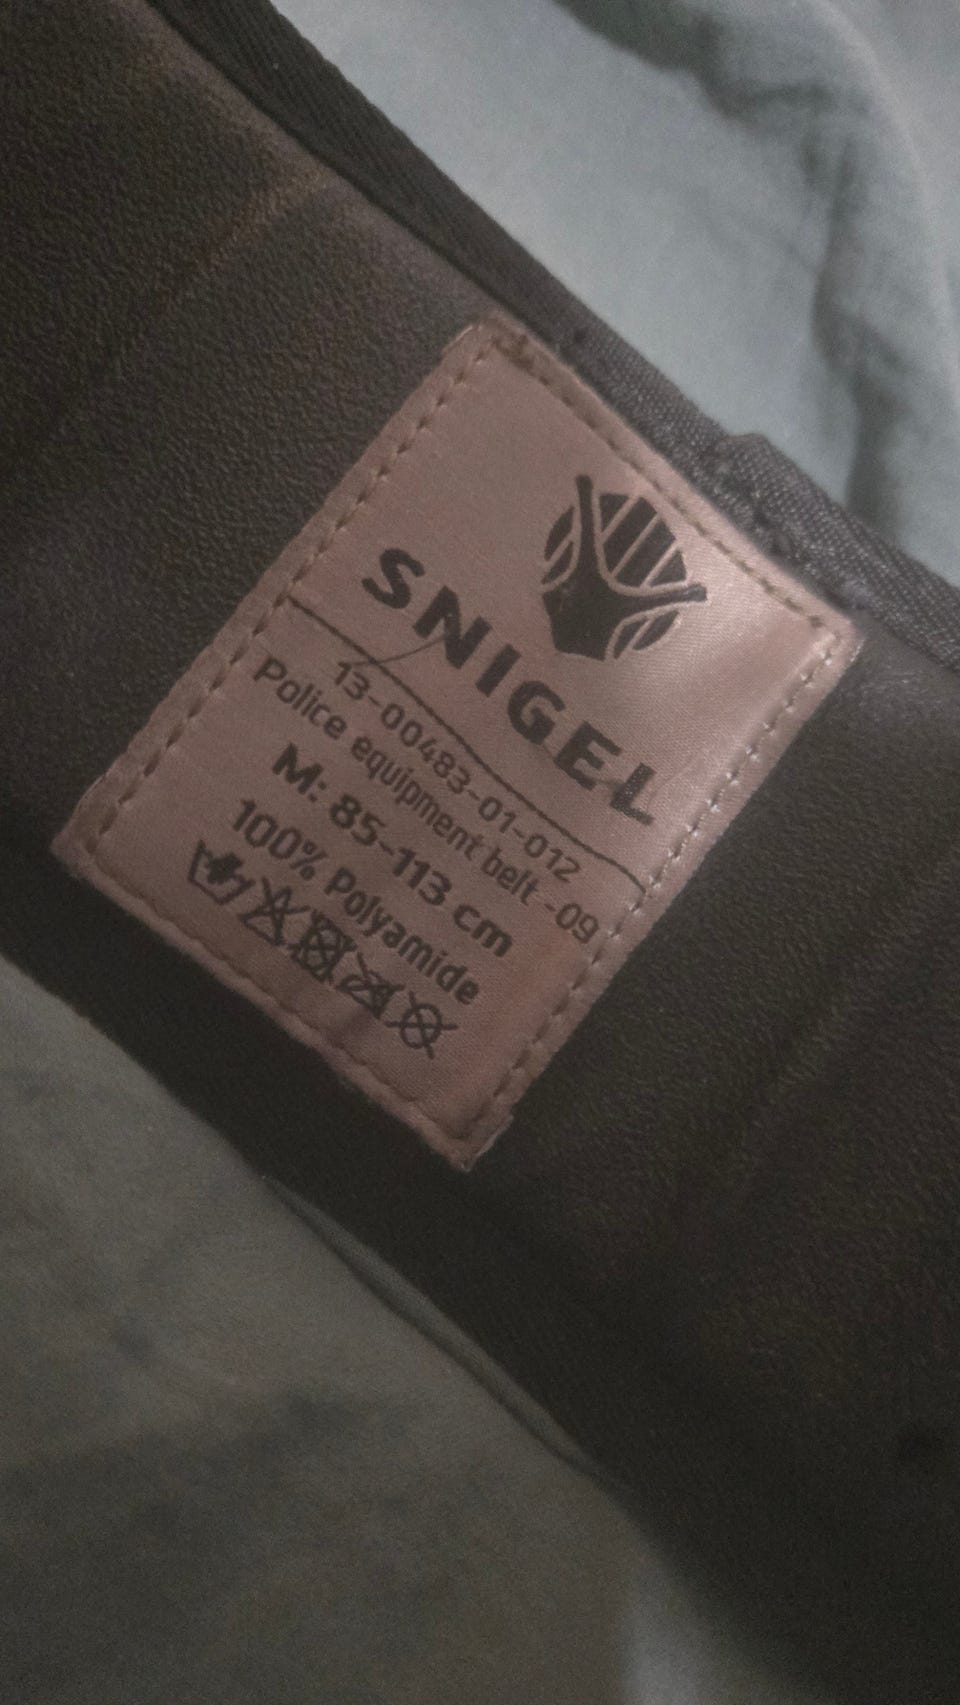 SNIGEL
13-00483-01-012
Police equipment belt -09
M: 85-113 cm
100% Polyamide